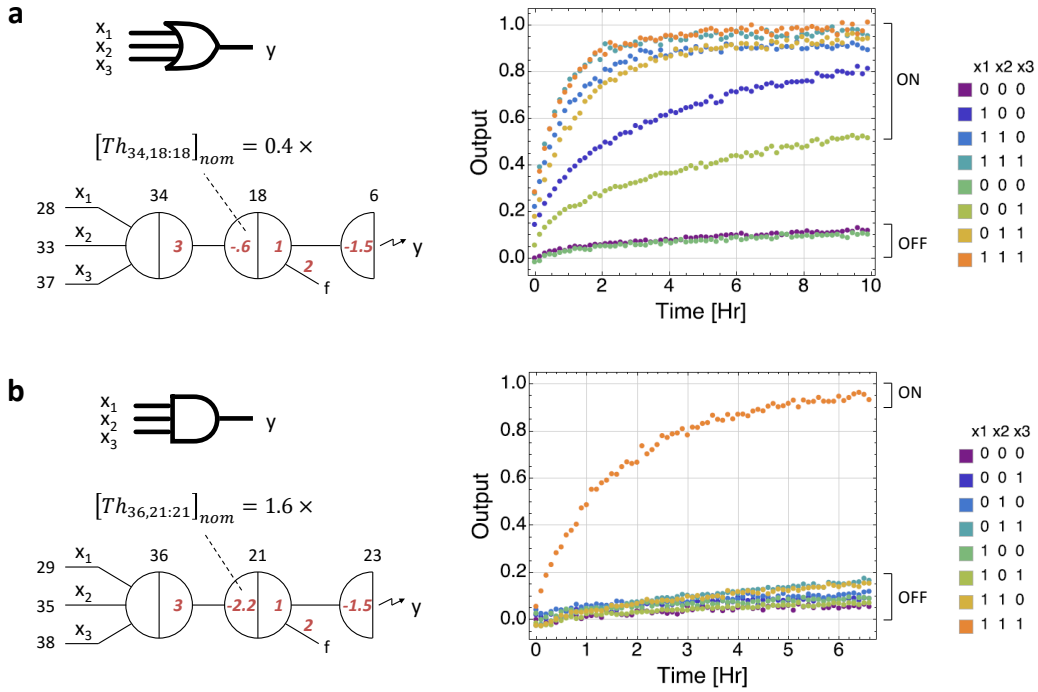 a
x1
x2
x3
y
[Th34,18:18]nom = 0.4 ×
34 18 6
x1
28
x2
33
x3
37
3 -.6 1 -1.5 y
2
f
Output
1.0
0.8
0.6
0.4
0.2
0.0
0 2 4 6 8 10
Time [Hr]
ON
OFF
x1 x2 x3
0 0 0
1 0 0
1 1 0
1 1 1
0 0 0
0 0 1
0 1 1
1 1 1
b
x1
x2
x3
y
[Th36,21:21]nom = 1.6 ×
36 21 23
x1
29
x2
35
x3
38
3 -2.2 1 -1.5 y
2
f
Output
1.0
0.8
0.6
0.4
0.2
0.0
0 1 2 3 4 5 6
Time [Hr]
ON
OFF
x1 x2 x3
0 0 0
0 0 1
0 1 0
0 1 1
1 0 0
1 0 1
1 1 0
1 1 1